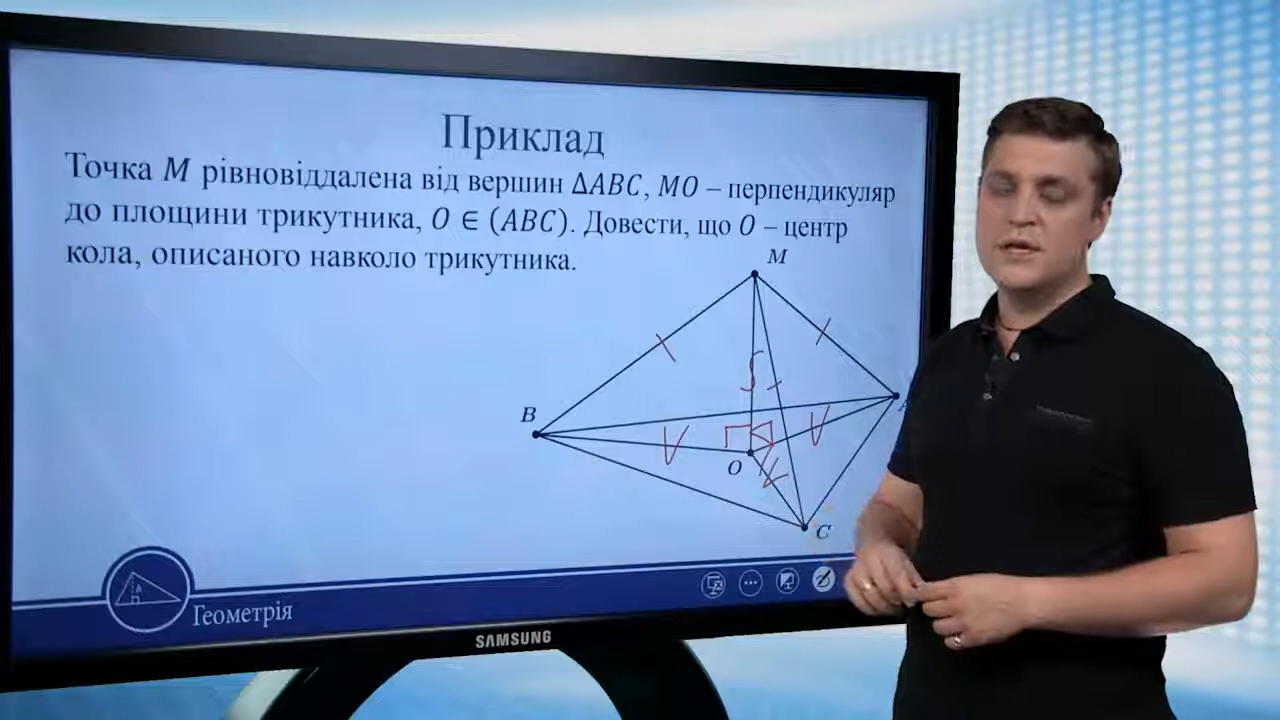 Приклад
Точка M рівновіддалена від вершин ΔABC, MO – перпендикуляр
до площини трикутника, O ∈ (ABC). Довести, що O – центр
кола, описаного навколо трикутника.
M
B
A
O
C
Геометрія
SAMSUNG